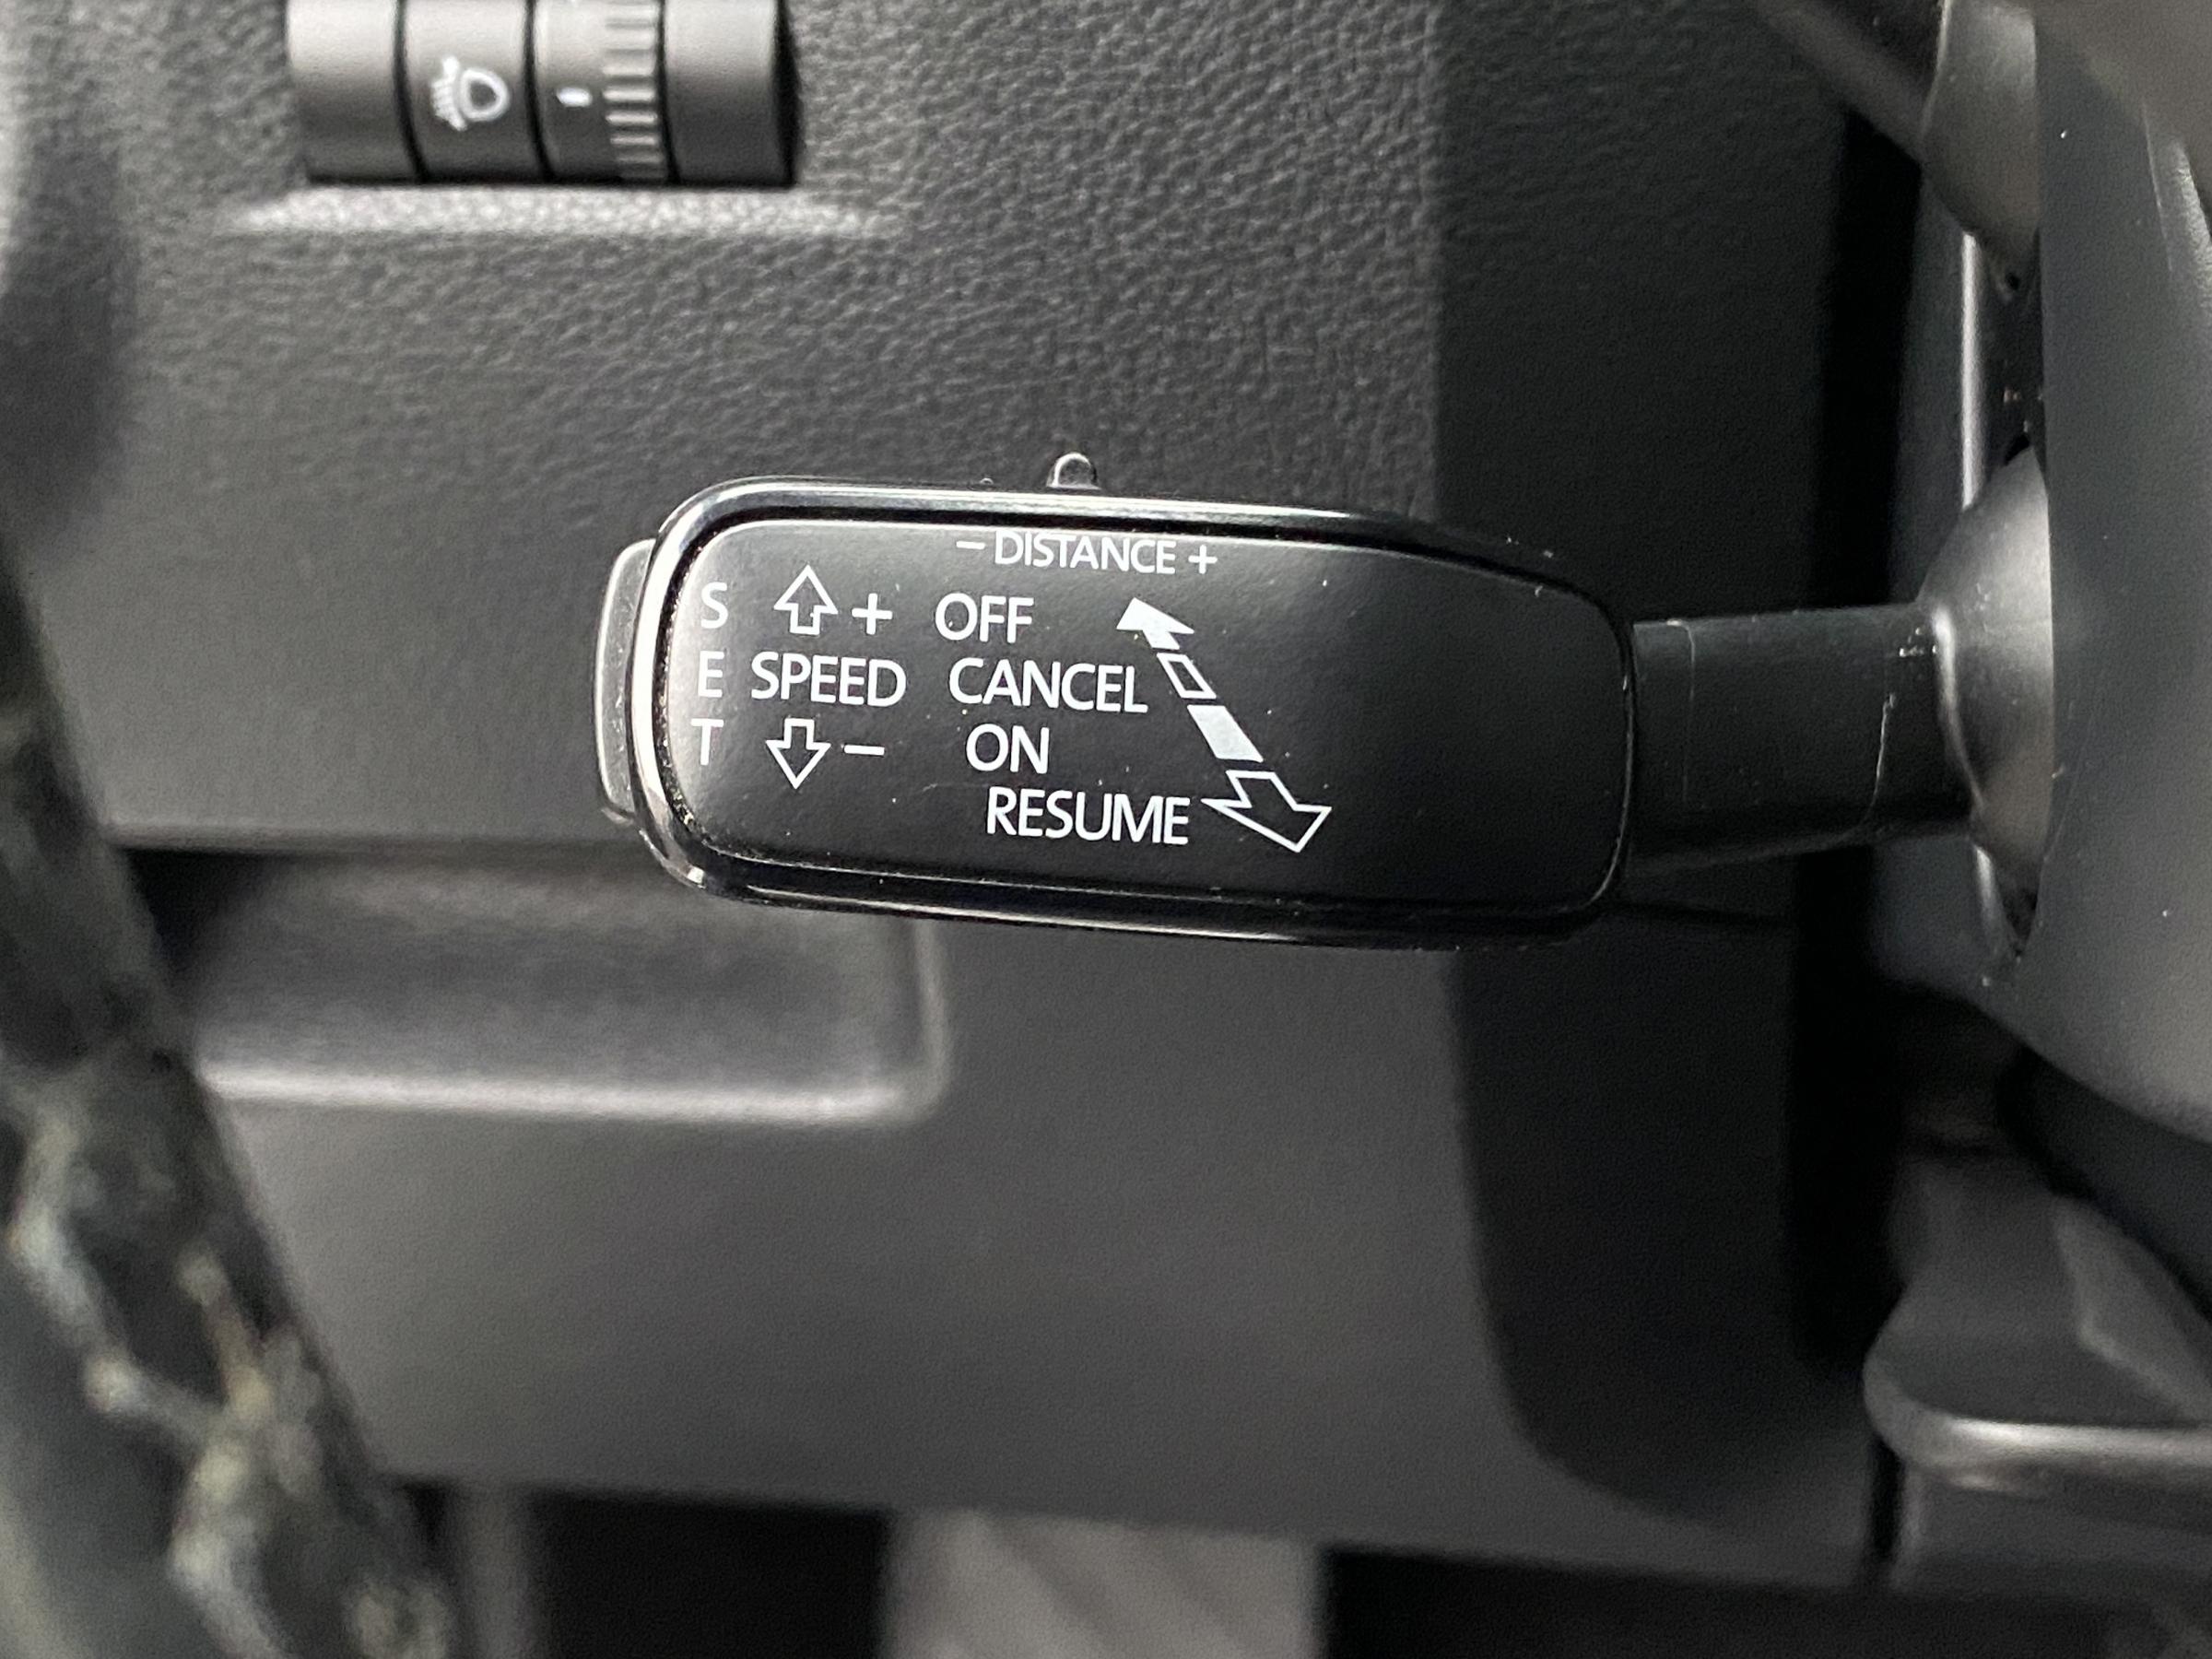 – DISTANCE +
S + OFF
E SPEED CANCEL
T – ON
RESUME